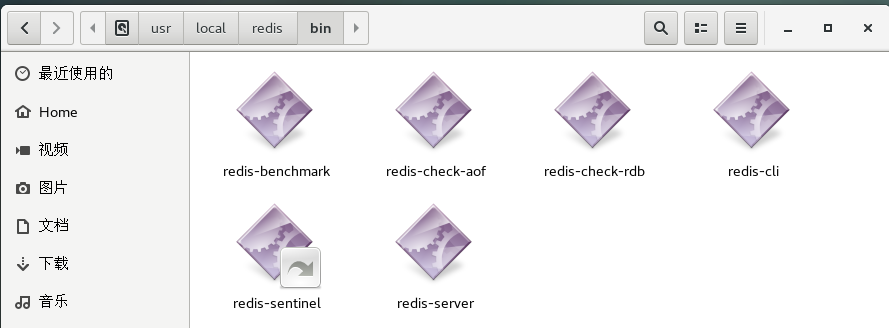 usr local redis bin
最近使用的
Home
视频
图片
文档
下载
音乐
redis-benchmark redis-check-aof redis-check-rdb redis-cli
redis-sentinel redis-server